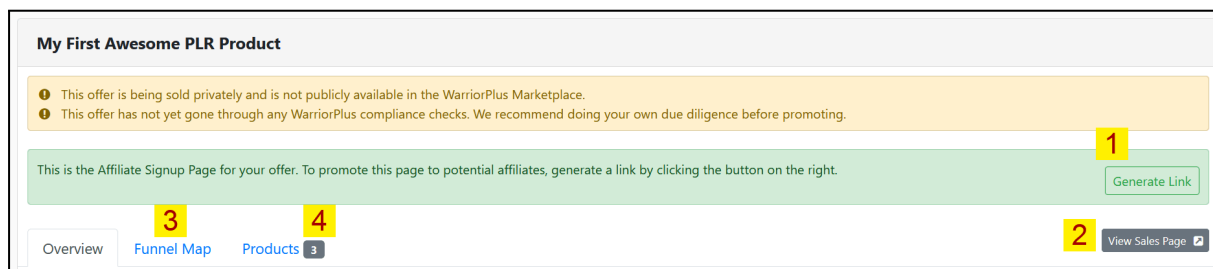 My First Awesome PLR Product
This offer is being sold privately and is not publicly available in the WarriorPlus Marketplace.
This offer has not yet gone through any WarriorPlus compliance checks. We recommend doing your own due diligence before promoting.
1
This is the Affiliate Signup Page for your offer. To promote this page to potential affiliates, generate a link by clicking the button on the right.
Generate Link
3 4
2
Overview Funnel Map Products 3 View Sales Page